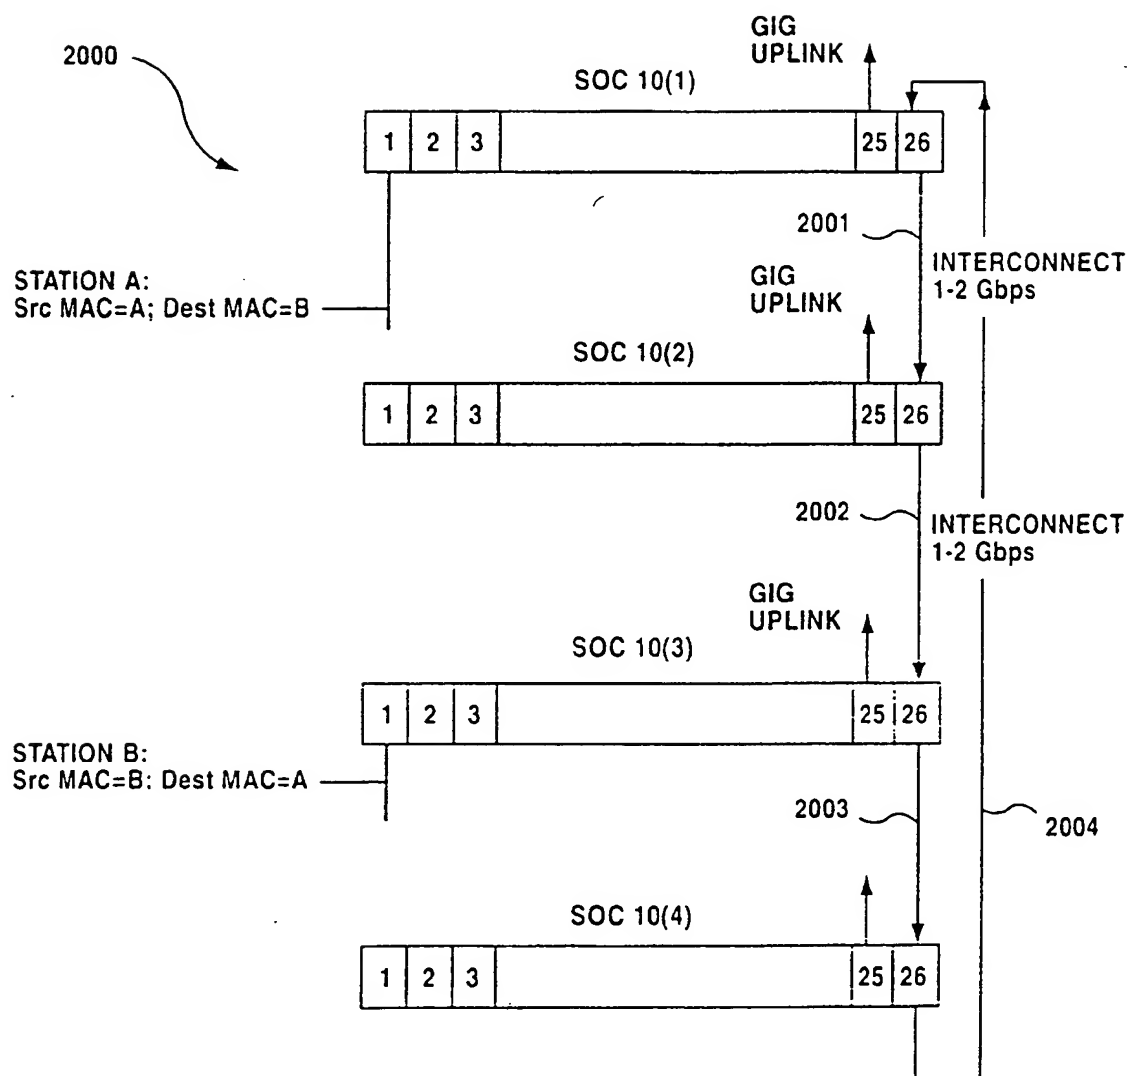 2000
GIG
UPLINK
SOC 10(1)
1 2 3 25 26
2001
INTERCONNECT
1-2 Gbps
STATION A:
Src MAC=A; Dest MAC=B
GIG
UPLINK
SOC 10(2)
1 2 3 25 26
2002
INTERCONNECT
1-2 Gbps
GIG
UPLINK
SOC 10(3)
1 2 3 25 26
STATION B:
Src MAC=B: Dest MAC=A
2003
2004
SOC 10(4)
1 2 3 25 26